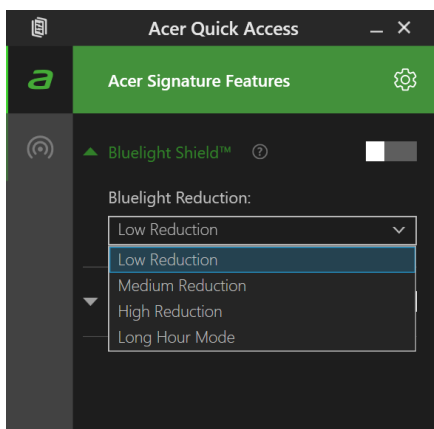 Acer Quick Access
a
Acer Signature Features
Bluelight Shield™ ?
Bluelight Reduction:
Low Reduction
Low Reduction
Medium Reduction
High Reduction
Long Hour Mode